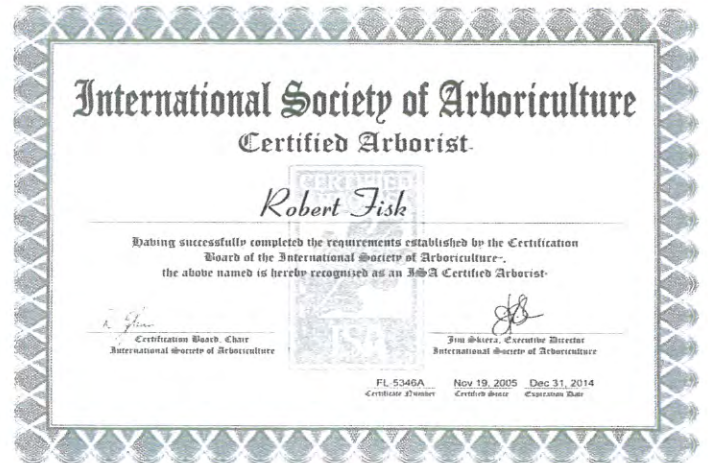 International Society of Arboriculture
Certified Arborist
CERTIFIED
Robert Fisk
Having successfully completed the requirements established by the Certification
Board of the International Society of Arboriculture,
the above named is hereby recognized as an ISA Certified Arborist
ISA
Certification Board, Chair
International Society of Arboriculture
Jim Skiera, Executive Director
International Society of Arboriculture
FL-5346A Nov 19, 2005 Dec 31, 2014
Certificate Number Certified Since Expiration Date